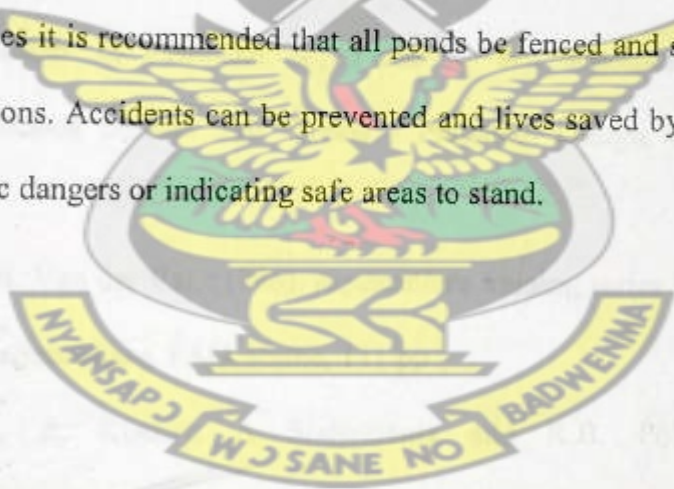 es it is recommended that all ponds be fenced and s
ons. Accidents can be prevented and lives saved by
c dangers or indicating safe areas to stand.
NYANSAPƆ WƆSANE NO BADWENMA